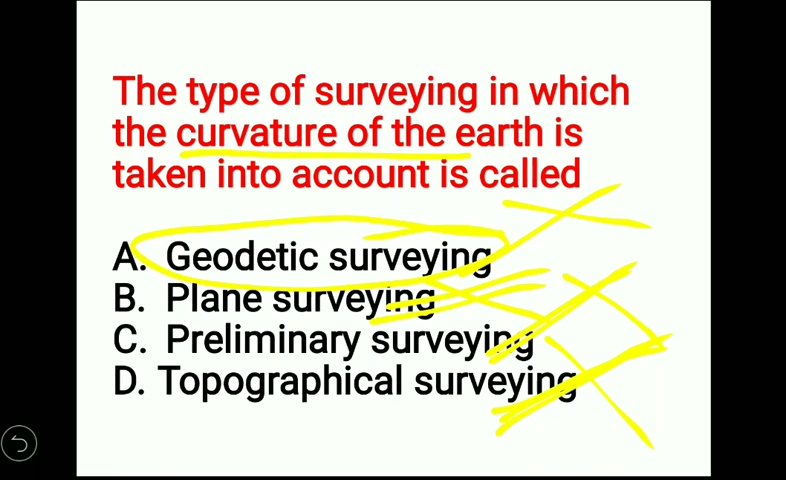 The type of surveying in which
the curvature of the earth is
taken into account is called
A. Geodetic surveying
B. Plane surveying
C. Preliminary surveying
D. Topographical surveying